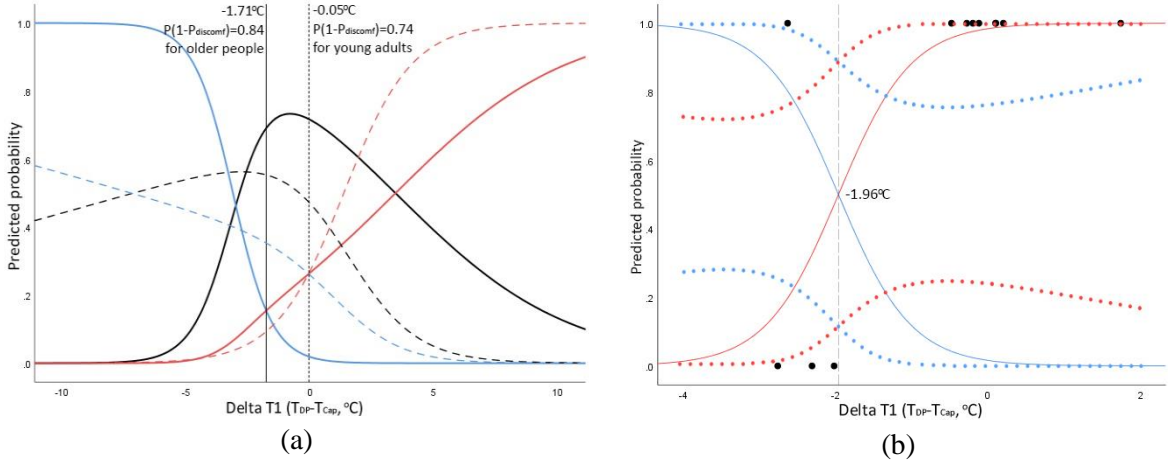 -1.71ºC
P(1-Pdiscomf)=0.84
for older people
-0.05ºC
P(1-Pdiscomf)=0.74
for young adults
Predicted probability
1.0
.8
.6
.4
.2
.0
-10
-5
0
5
10
Delta T1 (TDP-TCap, ºC)
(a)
Predicted probability
1.0
.8
.6
.4
.2
.0
-1.96ºC
-4
-2
0
2
Delta T1 (TDP-TCap, ºC)
(b)